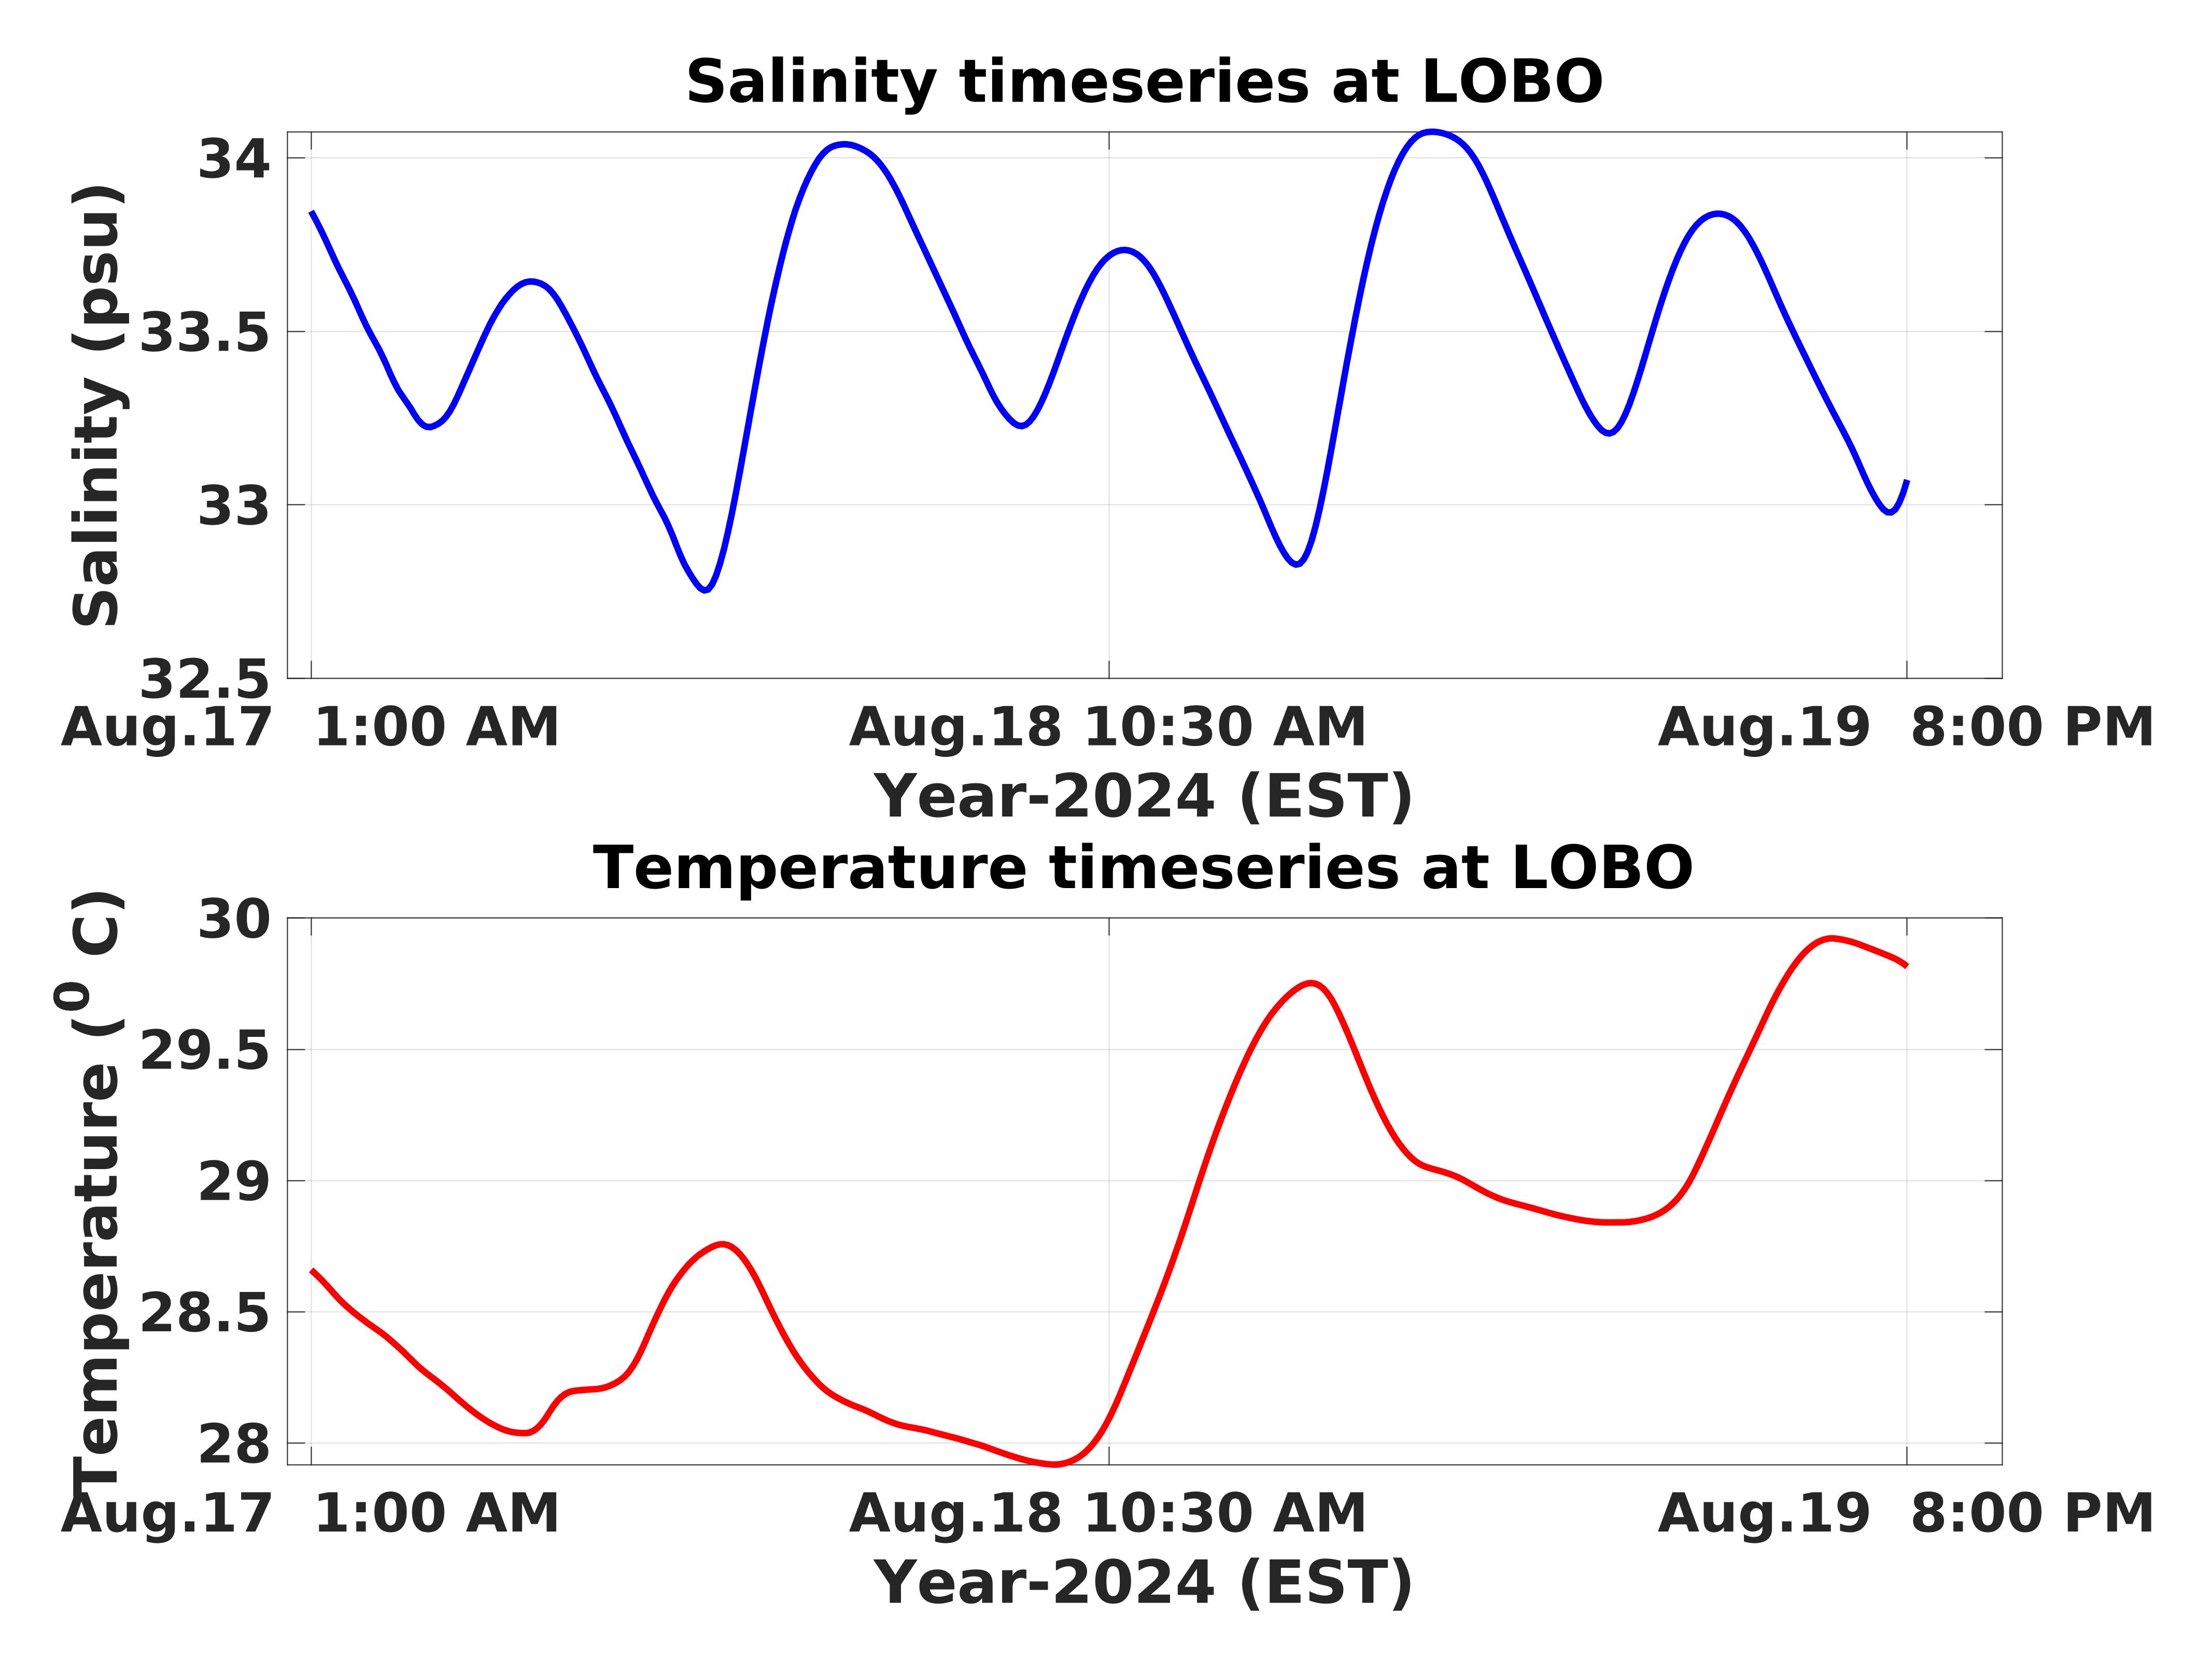 Salinity timeseries at LOBO
Salinity (psu)
34
33.5
33
32.5
Aug.17  1:00 AM
Aug.18 10:30 AM
Aug.19  8:00 PM
Year-2024 (EST)
Temperature timeseries at LOBO
Temperature (⁰ C)
30
29.5
29
28.5
28
Aug.17  1:00 AM
Aug.18 10:30 AM
Aug.19  8:00 PM
Year-2024 (EST)